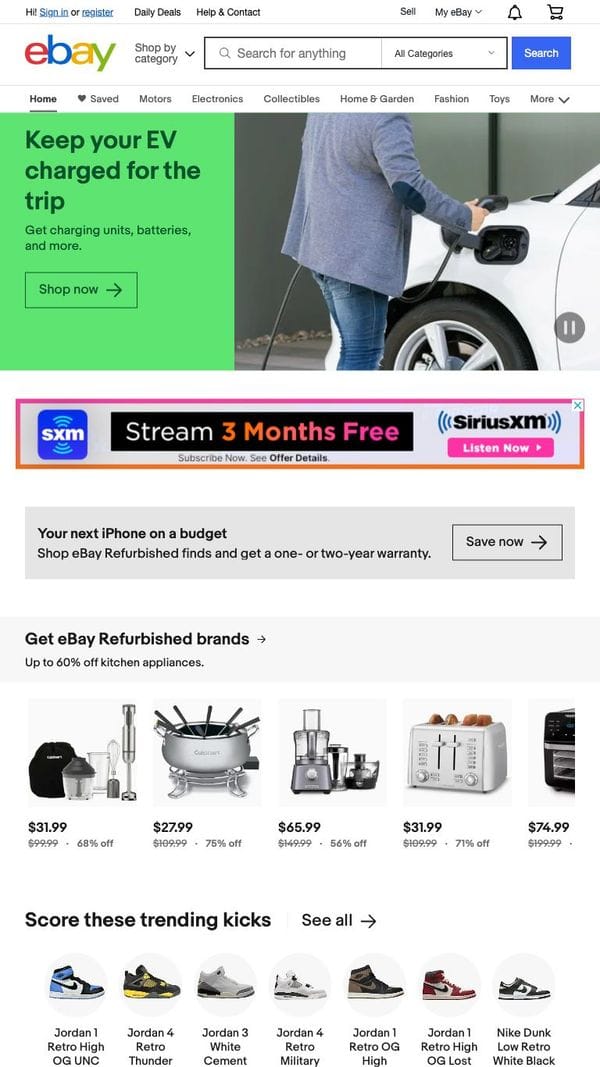 Hi! Sign in or register Daily Deals Help & Contact Sell My eBay
ebay
Shop by
category
Search for anything All Categories Search
Home Saved Motors Electronics Collectibles Home & Garden Fashion Toys More
Keep your EV
charged for the
trip
Get charging units, batteries,
and more.
Shop now
sxm
Stream 3 Months Free
Subscribe Now. See Offer Details.
SiriusXM
Listen Now
Your next iPhone on a budget
Shop eBay Refurbished finds and get a one- or two-year warranty.
Save now
Get eBay Refurbished brands
Up to 60% off kitchen appliances.
Cuisinart
$31.99 $27.99 $65.99 $31.99 $74.99
$99.99 · 68% off $109.99 · 75% off $149.99 · 56% off $109.99 · 71% off $199.99 ·
Score these trending kicks See all
Jordan 1 Jordan 4 Jordan 3 Jordan 4 Jordan 1 Jordan 1 Nike Dunk
Retro High Retro White Retro Retro OG Retro High Low Retro
OG UNC Thunder Cement Military High OG Lost White Black